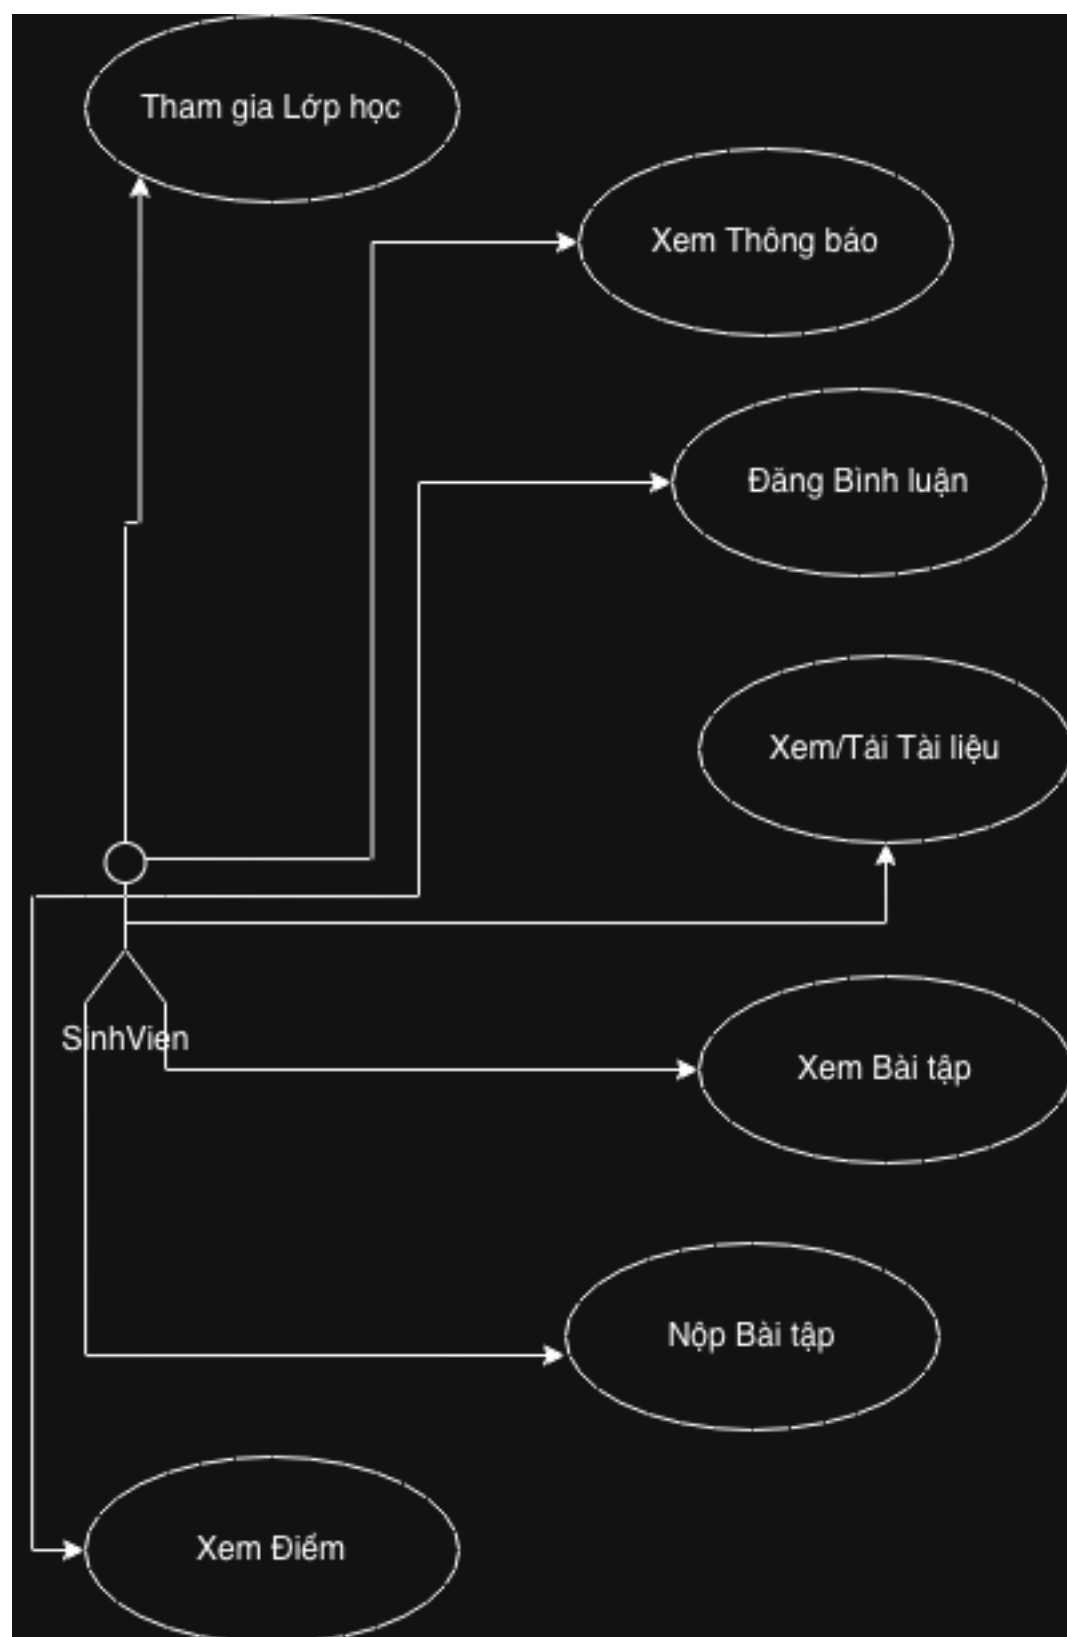 Tham gia Lớp học
Xem Thông báo
Đăng Bình luận
Xem/Tải Tài liệu
SinhVien
Xem Bài tập
Nộp Bài tập
Xem Điểm